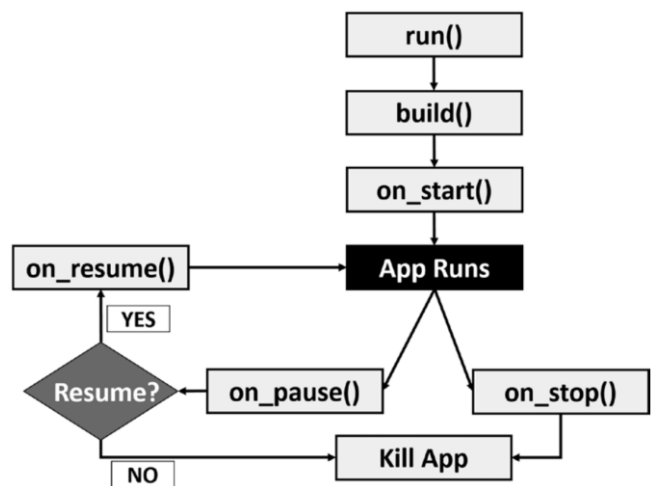 run()
build()
on_start()
on_resume()
App Runs
YES
Resume?
on_pause()
on_stop()
Kill App
NO